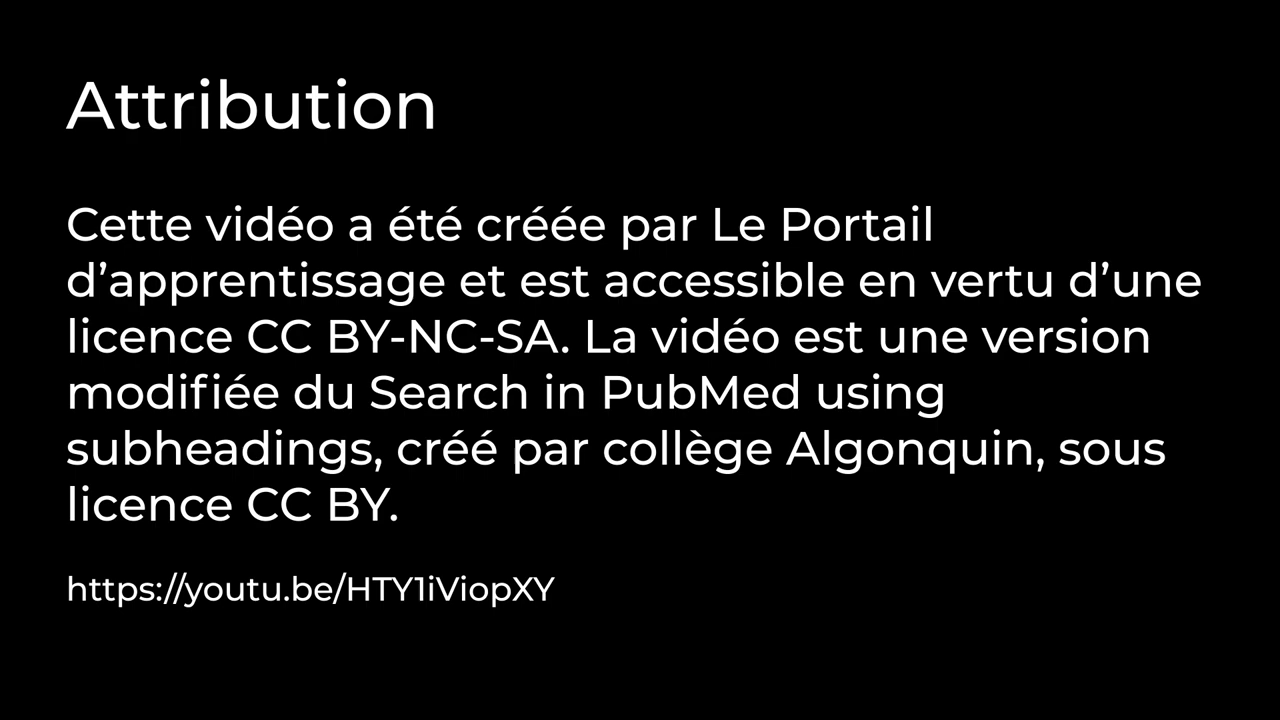 Attribution
Cette vidéo a été créée par Le Portail
d’apprentissage et est accessible en vertu d’une
licence CC BY-NC-SA. La vidéo est une version
modifiée du Search in PubMed using
subheadings, créé par collège Algonquin, sous
licence CC BY.
https://youtu.be/HTY1iViopXY